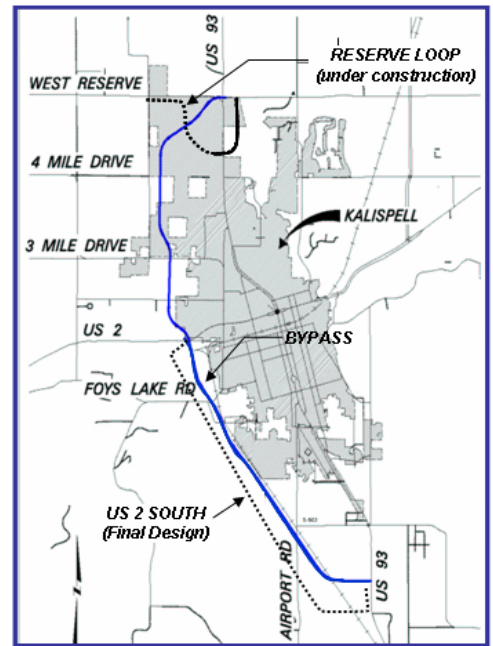 US 93
RESERVE LOOP
(under construction)
WEST RESERVE
4 MILE DRIVE
KALISPELL
3 MILE DRIVE
US 2
BYPASS
FOYS LAKE RD
US 2 SOUTH
(Final Design)
AIRPORT RD
US 93